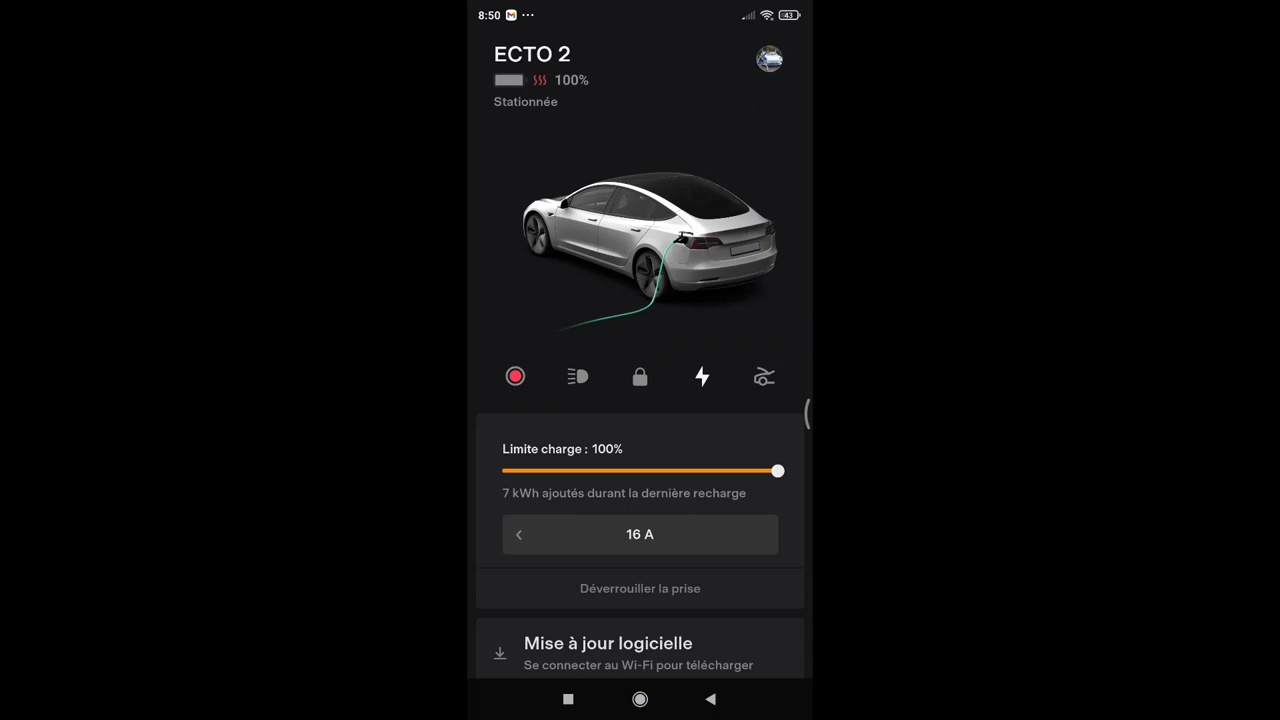 8:50
43
ECTO 2
100%
Stationnée
Limite charge : 100%
7 kWh ajoutés durant la dernière recharge
16 A
Déverrouiller la prise
Mise à jour logicielle
Se connecter au Wi-Fi pour télécharger